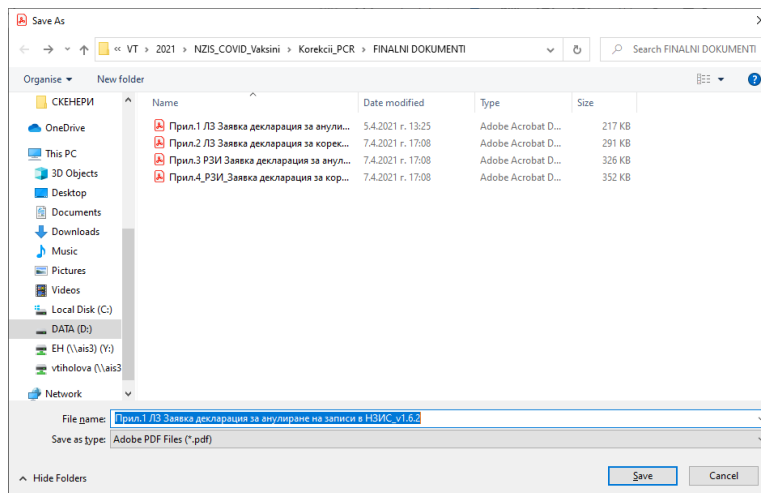 Save As
« VT › 2021 › NZIS_COVID_Vaksini › Korekcii_PCR › FINALNI DOKUMENTI
Search FINALNI DOKUMENTI
Organise New folder
Name Date modified Type Size
СКЕНЕРИ
OneDrive
This PC
3D Objects
Desktop
Documents
Downloads
Music
Pictures
Videos
Local Disk (C:)
DATA (D:)
EH (\\ais3) (Y:)
vtiholova (\\ais3
Network
Прил.1 ЛЗ Заявка декларация за анули... 5.4.2021 г. 13:25 Adobe Acrobat D... 217 KB
Прил.2 ЛЗ Заявка декларация за корек... 7.4.2021 г. 17:08 Adobe Acrobat D... 291 KB
Прил.3 РЗИ Заявка декларация за анул... 7.4.2021 г. 17:08 Adobe Acrobat D... 326 KB
Прил.4_РЗИ_Заявка декларация за кор... 7.4.2021 г. 17:08 Adobe Acrobat D... 352 KB
File name: Прил.1 ЛЗ Заявка декларация за анулиране на записи в НЗИС_v1.6.2
Save as type: Adobe PDF Files (*.pdf)
Hide Folders
Save Cancel